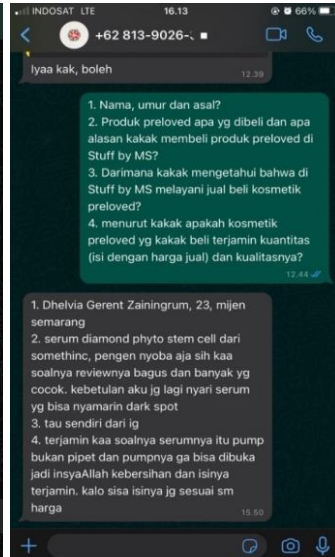 INDOSAT LTE 16.13 66%
+62 813-9026-
Iyaa kak, boleh
12.39
1. Nama, umur dan asal?
2. Produk preloved apa yg dibeli dan apa
alasan kakak membeli produk preloved di
Stuff by MS?
3. Darimana kakak mengetahui bahwa di
Stuff by MS melayani jual beli kosmetik
preloved?
4. menurut kakak apakah kosmetik
preloved yg kakak beli terjamin kuantitas
(isi dengan harga jual) dan kualitasnya?
12.44
1. Dhelvia Gerent Zainingrum, 23, mijen
semarang
2. serum diamond phyto stem cell dari
somethinc, pengen nyoba aja sih kaa
soalnya reviewnya bagus dan banyak yg
cocok. kebetulan aku jg lagi nyari serum
yg bisa nyamarin dark spot
3. tau sendiri dari ig
4. terjamin kaa soalnya serumnya itu pump
bukan pipet dan pumpnya ga bisa dibuka
jadi insyaAllah kebersihan dan isinya
terjamin. kalo sisa isinya jg sesuai sm
harga
15.50